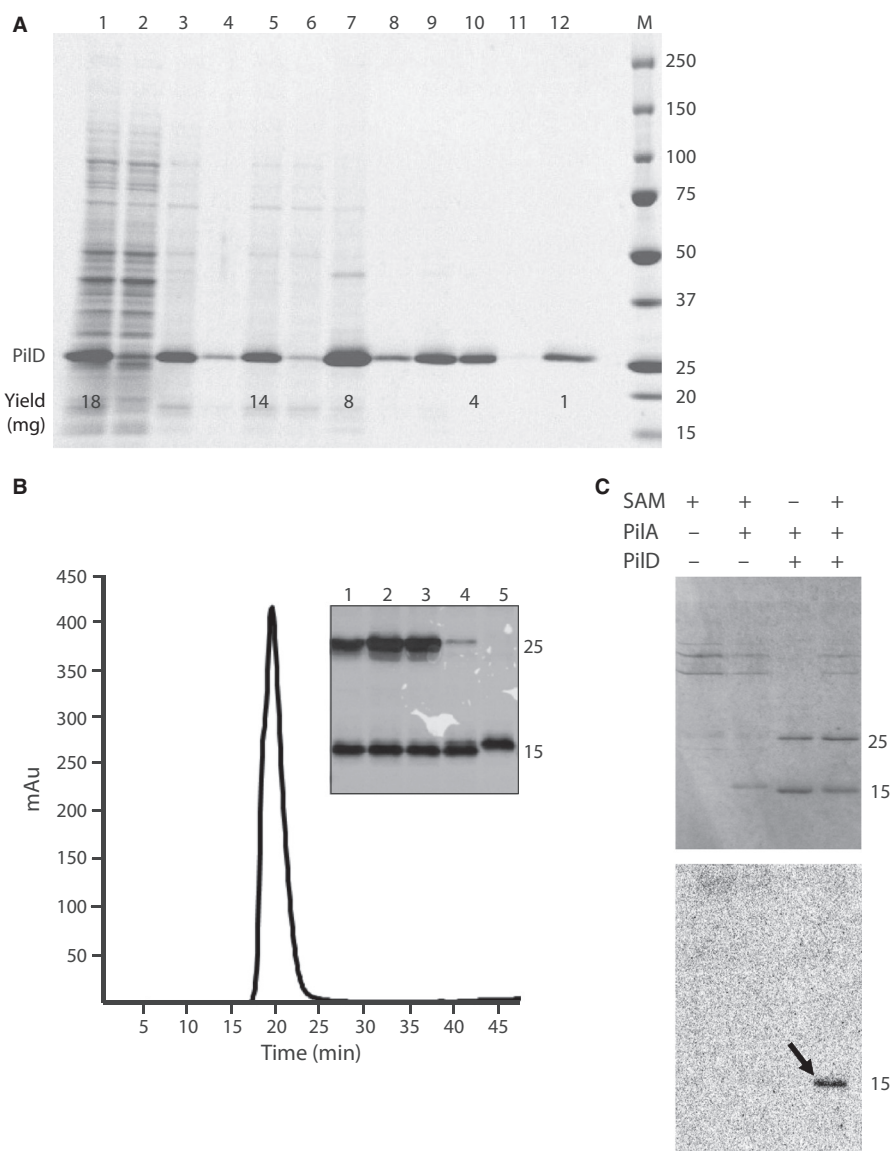 A
1 2 3 4 5 6 7 8 9 10 11 12 M
250
150
100
75
50
37
PilD
25
Yield (mg)
18 14 8 4 1
20
15
B
450
400
350
300
250
200
150
100
50
mAu
5 10 15 20 25 30 35 40 45
Time (min)
1 2 3 4 5
25
15
C
SAM + + – +
PilA – + + +
PilD – – + +
25
15
15